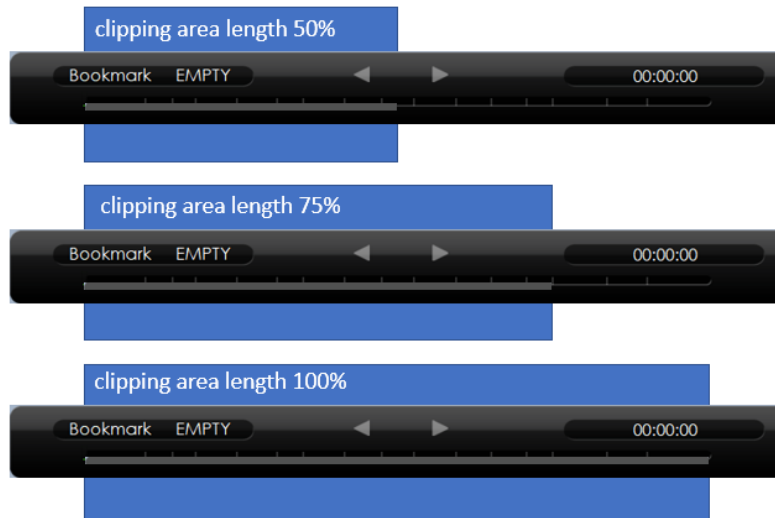 clipping area length 50%
Bookmark EMPTY 00:00:00
clipping area length 75%
Bookmark EMPTY 00:00:00
clipping area length 100%
Bookmark EMPTY 00:00:00